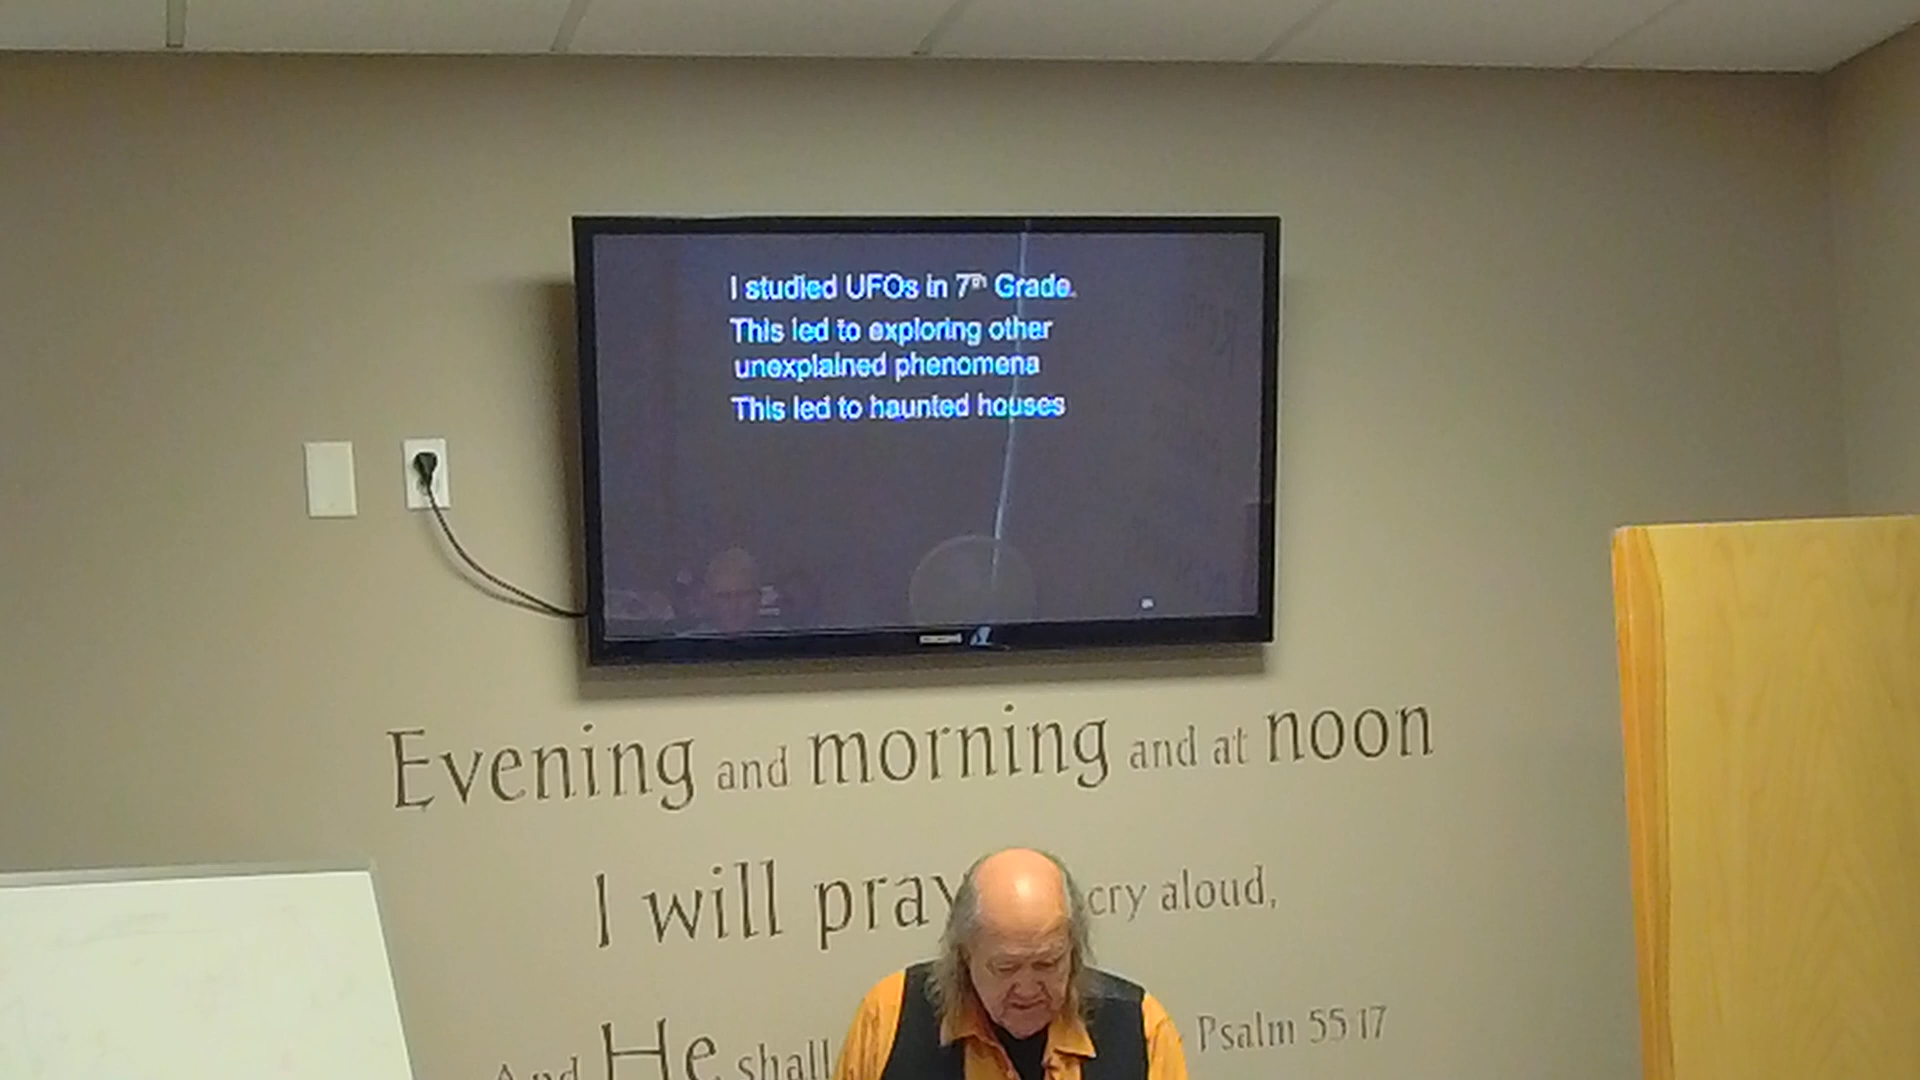 I studied UFOs in 7th Grade.
This led to exploring other
unexplained phenomena
This led to haunted houses
Evening and morning and at noon
I will pray cry aloud,
And He shall
Psalm 55 17